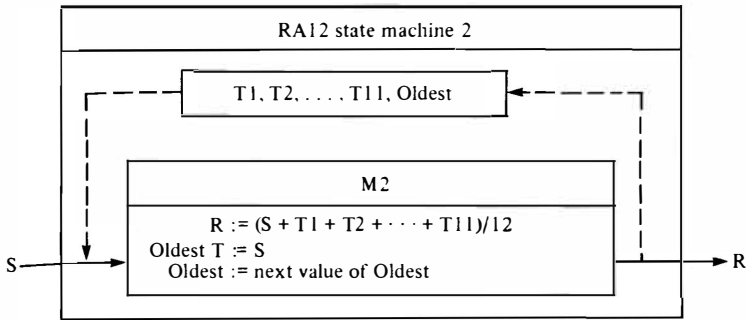 RA12 state machine 2
T1, T2, . . . , T11, Oldest
M2
R := (S + T1 + T2 + · · · + T11)/12
Oldest T := S
Oldest := next value of Oldest
S
R